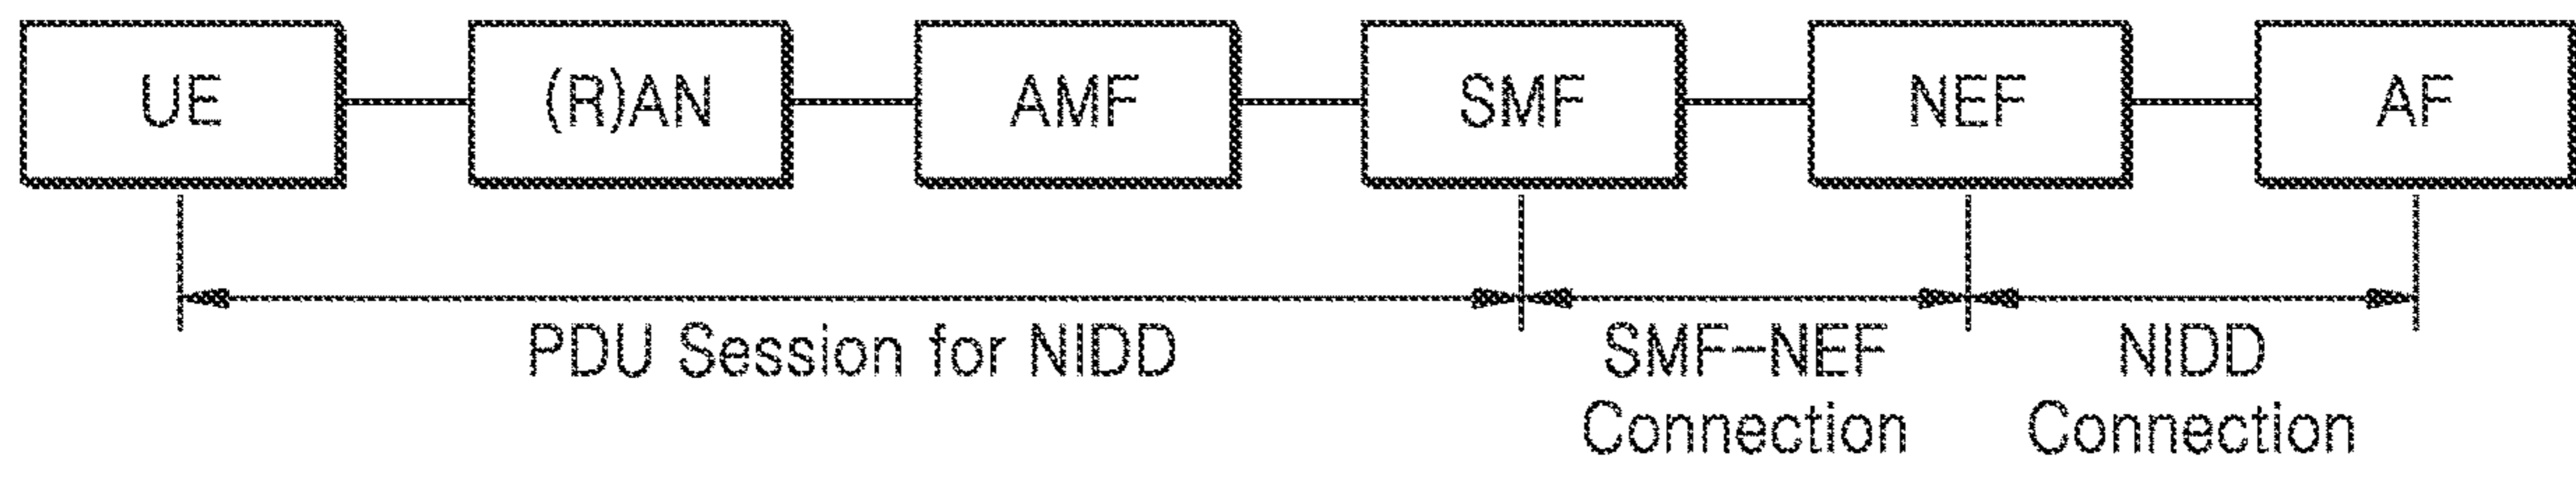 UE (R)AN AMF SMF NEF AF
PDU Session for NIDD
SMF-NEF
Connection
NIDD
Connection